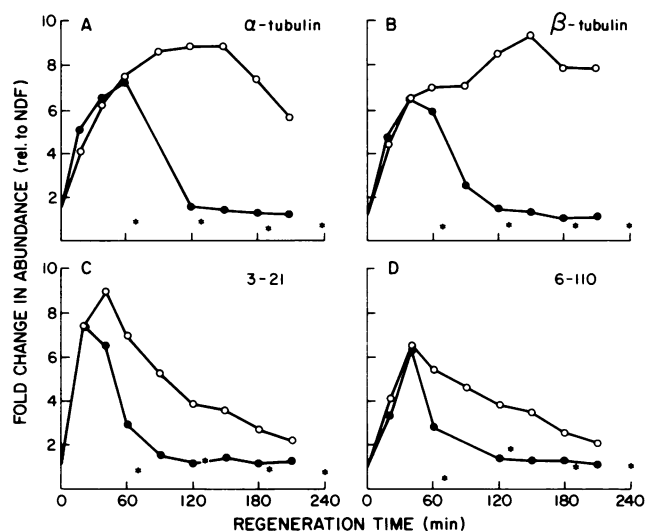 A
α-tubulin
B
β-tubulin
10
8
6
4
2
C
3-21
D
6-110
8
6
4
2
0 60 120 180 240
0 60 120 180 240
FOLD CHANGE IN ABUNDANCE (rel. to NDF)
REGENERATION TIME (min)